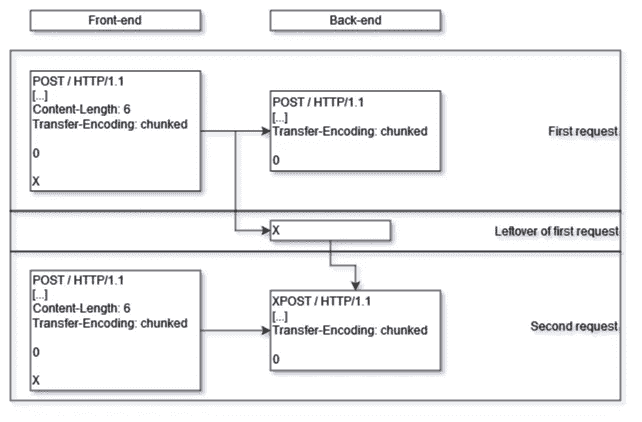 Front-end
Back-end
POST / HTTP/1.1
[...]
Content-Length: 6
Transfer-Encoding: chunked
0
X
POST / HTTP/1.1
[...]
Transfer-Encoding: chunked
0
First request
X
Leftover of first request
POST / HTTP/1.1
[...]
Content-Length: 6
Transfer-Encoding: chunked
0
X
XPOST / HTTP/1.1
[...]
Transfer-Encoding: chunked
0
Second request